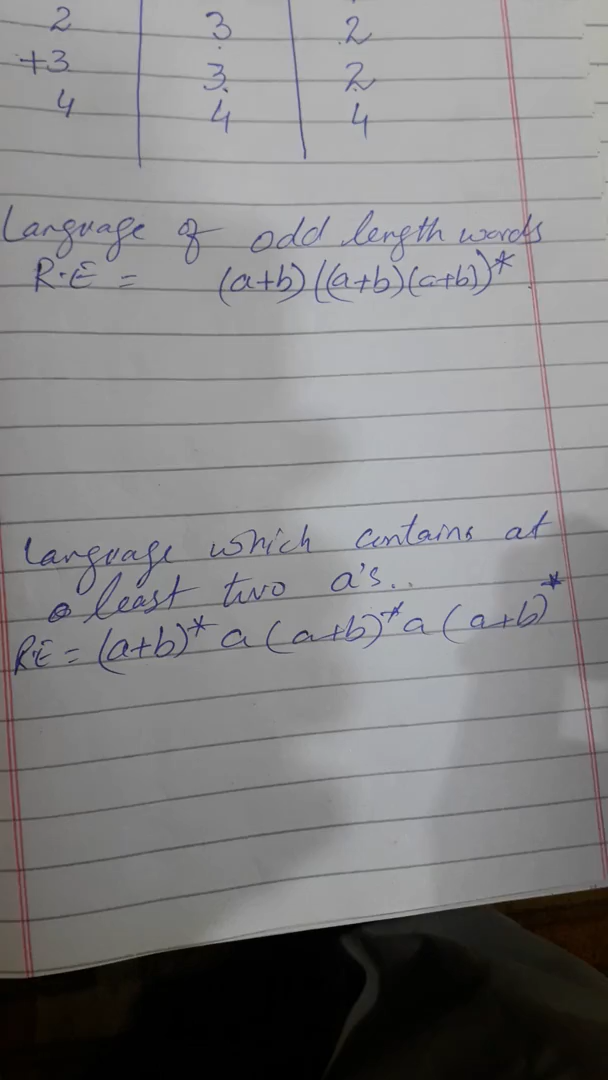 2 3 2
+3 3 2
4 4 4
Language of odd length words
R.E = (a+b)((a+b)(a+b))*
Language which contains at
least two a's..
R.E = (a+b)* a (a+b)* a (a+b)*